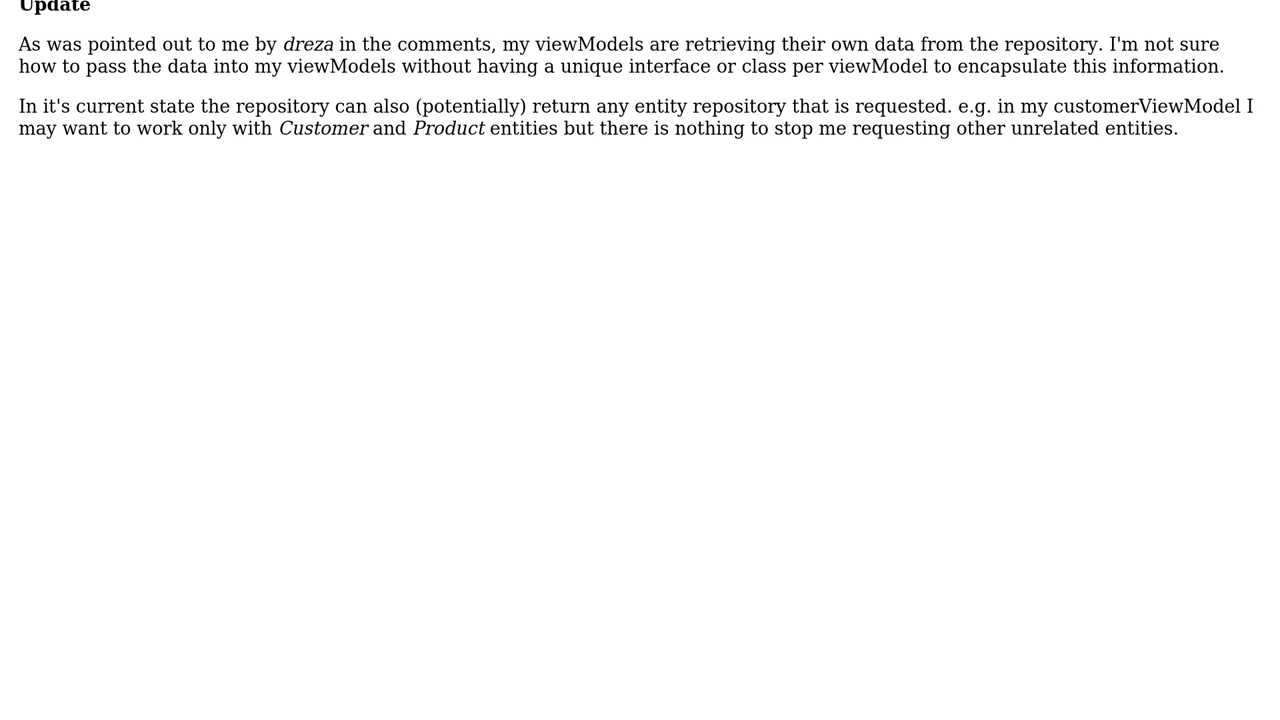 Update
As was pointed out to me by dreza in the comments, my viewModels are retrieving their own data from the repository. I'm not sure
how to pass the data into my viewModels without having a unique interface or class per viewModel to encapsulate this information.
In it's current state the repository can also (potentially) return any entity repository that is requested. e.g. in my customerViewModel I
may want to work only with Customer and Product entities but there is nothing to stop me requesting other unrelated entities.